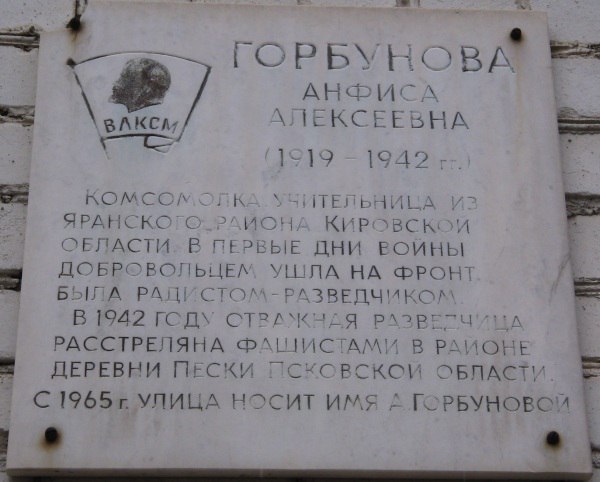 ВЛКСМ
ГОРБУНОВА
АНФИСА
АЛЕКСЕЕВНА
(1919 – 1942 гг.)
КОМСОМОЛКА, УЧИТЕЛЬНИЦА ИЗ
ЯРАНСКОГО РАЙОНА КИРОВСКОЙ
ОБЛАСТИ. В ПЕРВЫЕ ДНИ ВОЙНЫ
ДОБРОВОЛЬЦЕМ УШЛА НА ФРОНТ.
БЫЛА РАДИСТОМ-РАЗВЕДЧИКОМ.
В 1942 ГОДУ ОТВАЖНАЯ РАЗВЕДЧИЦА
РАССТРЕЛЯНА ФАШИСТАМИ В РАЙОНЕ
ДЕРЕВНИ ПЕСКИ ПСКОВСКОЙ ОБЛАСТИ.
С 1965 г. УЛИЦА НОСИТ ИМЯ А.ГОРБУНОВОЙ